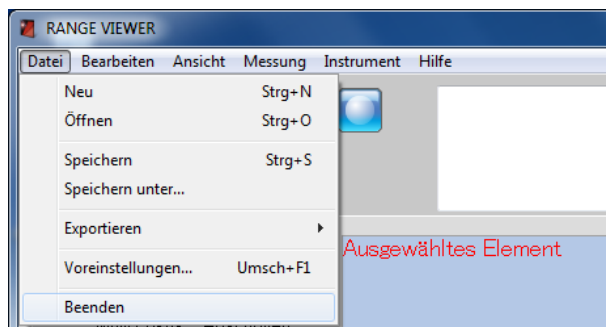 RANGE VIEWER
Datei Bearbeiten Ansicht Messung Instrument Hilfe
Neu Strg+N
Öffnen Strg+O
Speichern Strg+S
Speichern unter...
Exportieren
Voreinstellungen... Umsch+F1
Beenden
Ausgewähltes Element